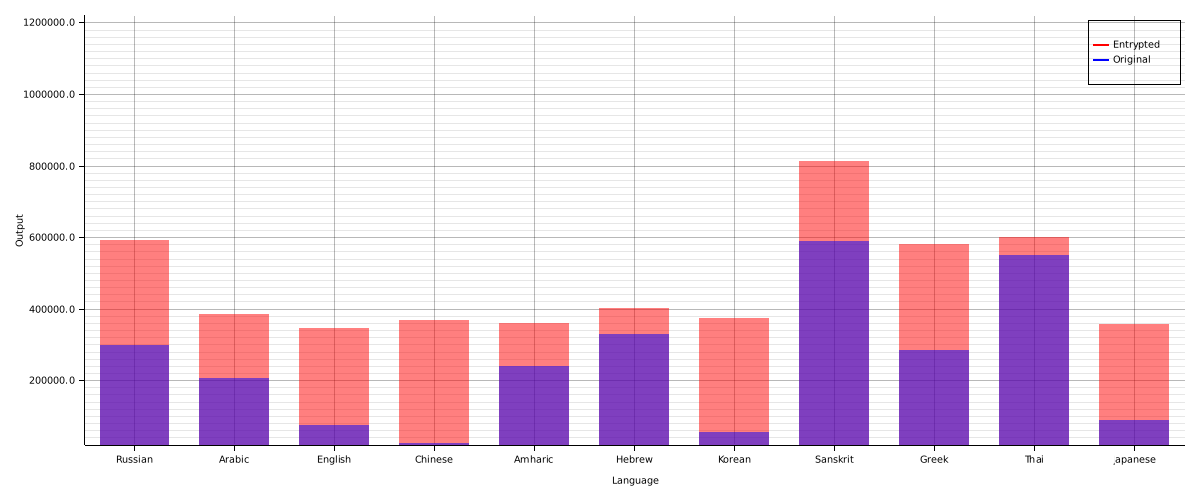 1200000.0
1000000.0
800000.0
600000.0
400000.0
200000.0
Output
Entrypted
Original
Russian Arabic English Chinese Amharic Hebrew Korean Sanskrit Greek Thai Japanese
Language